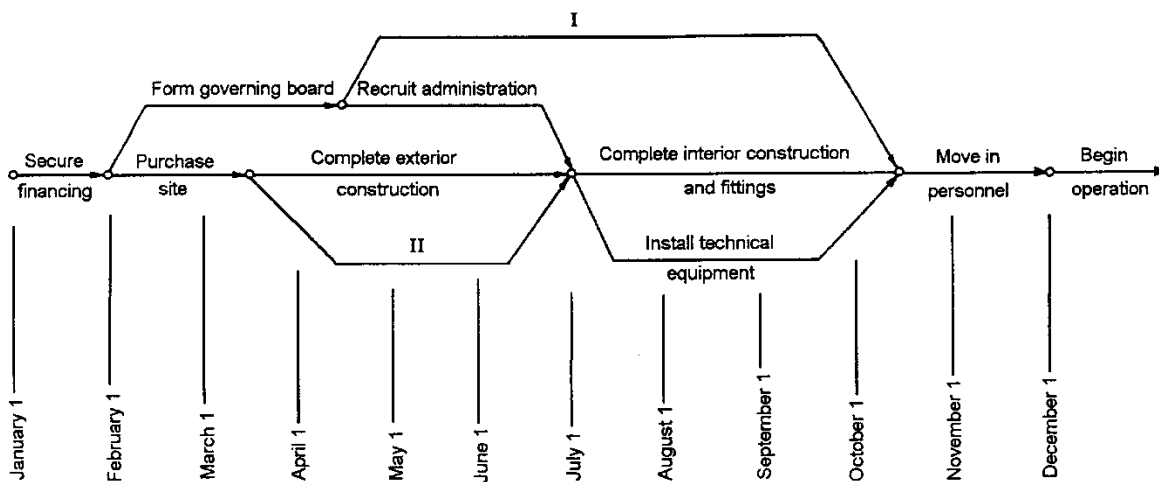 I
Form governing board
Recruit administration
Secure
financing
Purchase
site
Complete exterior
construction
Complete interior construction
and fittings
Move in
personnel
Begin
operation
II
Install technical
equipment
January 1
February 1
March 1
April 1
May 1
June 1
July 1
August 1
September 1
October 1
November 1
December 1